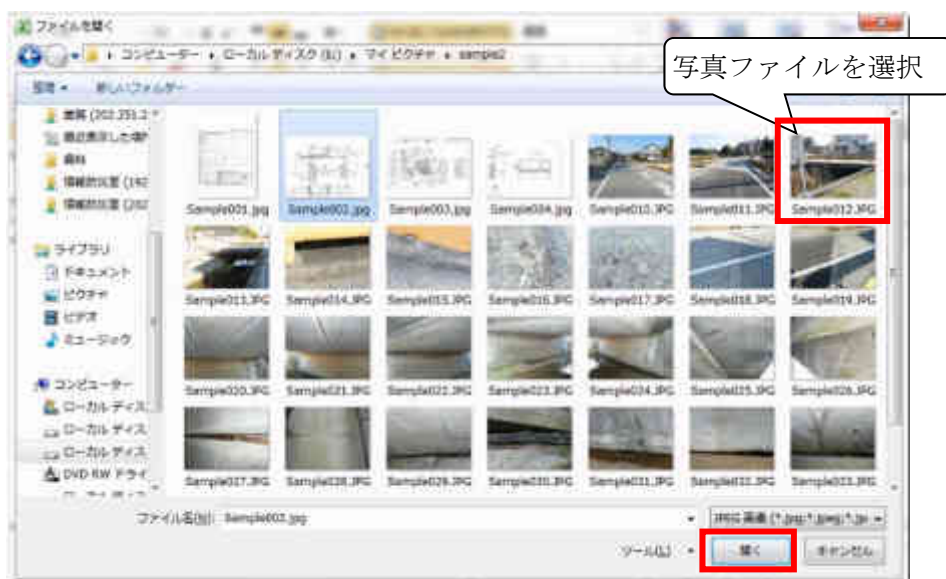 ファイルを開く
コンピューター ▸ ローカル ディスク ▸ マイ ピクチャ ▸ sample2
写真ファイルを選択
整理 新しいフォルダー
最近表示した場所
Sample001.jpg Sample002.jpg Sample003.jpg Sample004.jpg Sample010.JPG Sample011.JPG Sample012.JPG
ライブラリ
ドキュメント
ピクチャ
ビデオ
ミュージック
Sample013.JPG Sample014.JPG Sample015.JPG Sample016.JPG Sample017.JPG Sample018.JPG Sample019.JPG
コンピューター
Sample020.JPG Sample021.JPG Sample022.JPG Sample023.JPG Sample024.JPG Sample025.JPG Sample026.JPG
ローカル ディス
ローカル ディス
ローカル ディス
DVD RW ドライ
Sample027.JPG Sample028.JPG Sample029.JPG Sample030.JPG Sample031.JPG Sample032.JPG Sample033.JPG
ファイル名(N): Sample002.jpg JPEG 画像 (*.jpg;*.jpeg;*.jp
ツール(L) 開く キャンセル